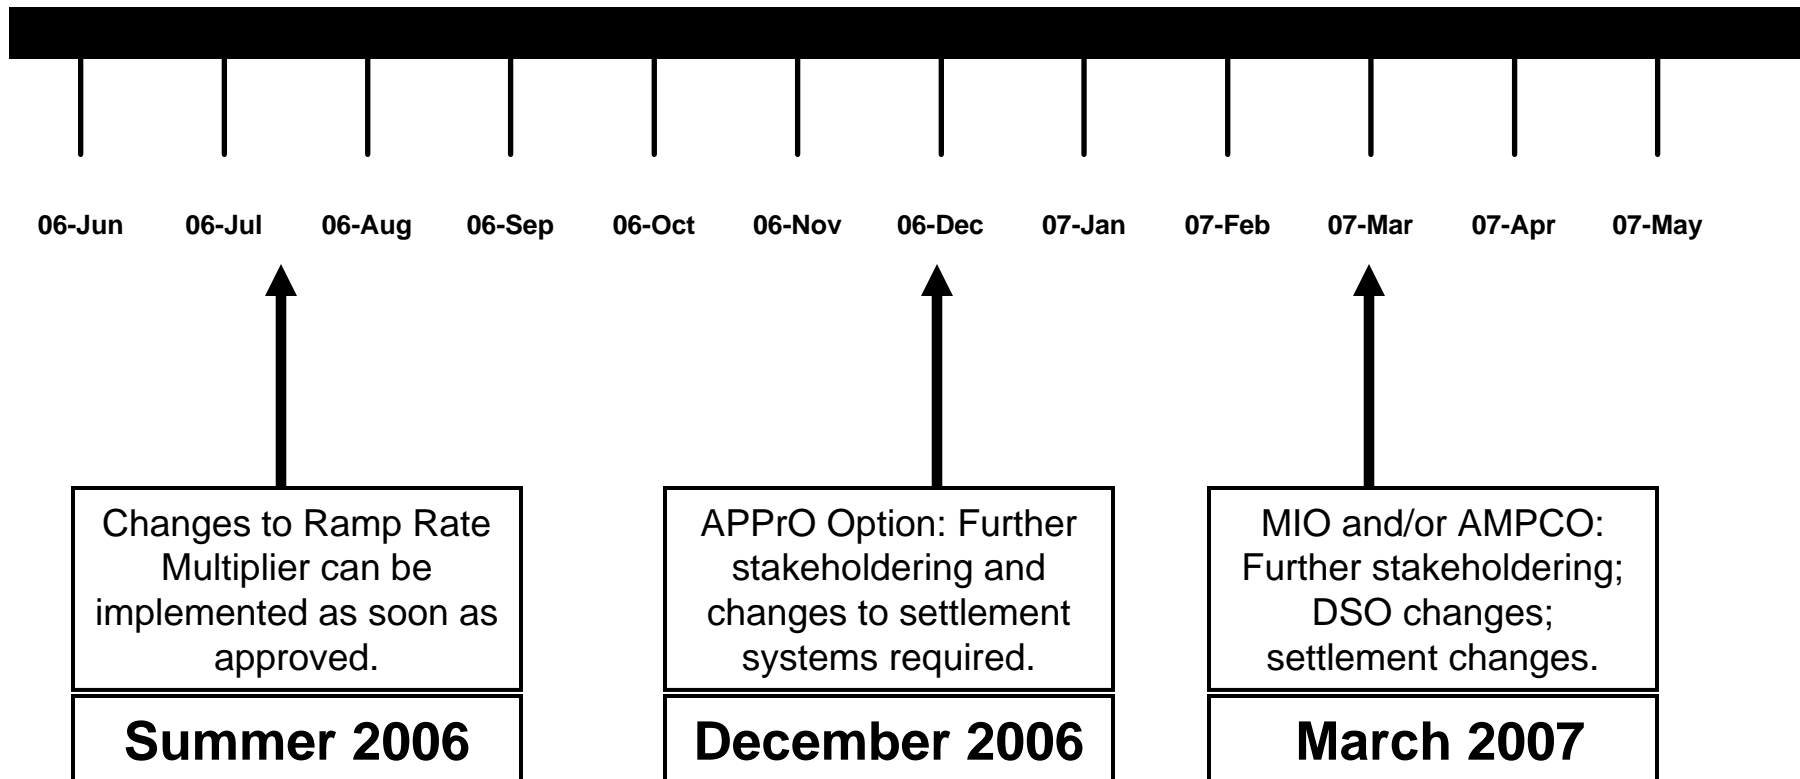 06-Jun 06-Jul 06-Aug 06-Sep 06-Oct 06-Nov 06-Dec 07-Jan 07-Feb 07-Mar 07-Apr 07-May
Changes to Ramp Rate
Multiplier can be
implemented as soon as
approved.
Summer 2006
APPrO Option: Further
stakeholdering and
changes to settlement
systems required.
December 2006
MIO and/or AMPCO:
Further stakeholdering;
DSO changes;
settlement changes.
March 2007